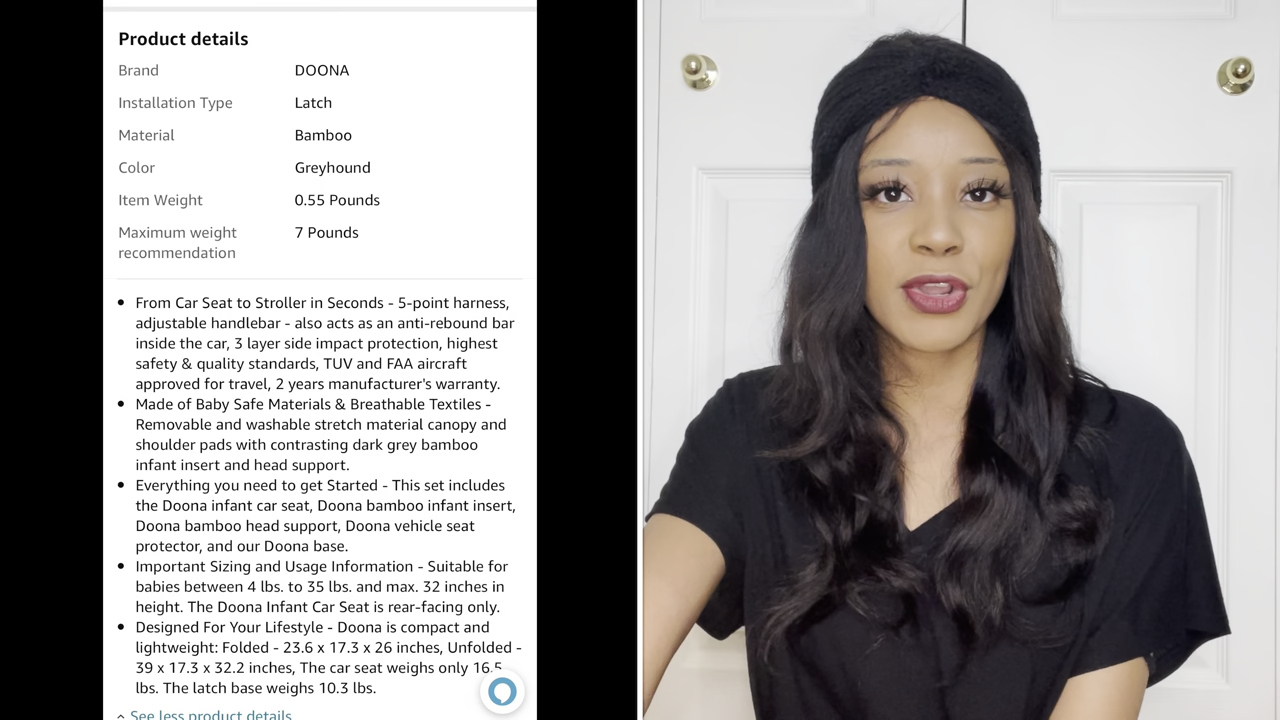 Product details
Brand DOONA
Installation Type Latch
Material Bamboo
Color Greyhound
Item Weight 0.55 Pounds
Maximum weight 7 Pounds
recommendation
• From Car Seat to Stroller in Seconds - 5-point harness,
adjustable handlebar - also acts as an anti-rebound bar
inside the car, 3 layer side impact protection, highest
safety & quality standards, TUV and FAA aircraft
approved for travel, 2 years manufacturer's warranty.
• Made of Baby Safe Materials & Breathable Textiles -
Removable and washable stretch material canopy and
shoulder pads with contrasting dark grey bamboo
infant insert and head support.
• Everything you need to get Started - This set includes
the Doona infant car seat, Doona bamboo infant insert,
Doona bamboo head support, Doona vehicle seat
protector, and our Doona base.
• Important Sizing and Usage Information - Suitable for
babies between 4 lbs. to 35 lbs. and max. 32 inches in
height. The Doona Infant Car Seat is rear-facing only.
• Designed For Your Lifestyle - Doona is compact and
lightweight: Folded - 23.6 x 17.3 x 26 inches, Unfolded -
39 x 17.3 x 32.2 inches, The car seat weighs only 16.5
lbs. The latch base weighs 10.3 lbs.
See less product details